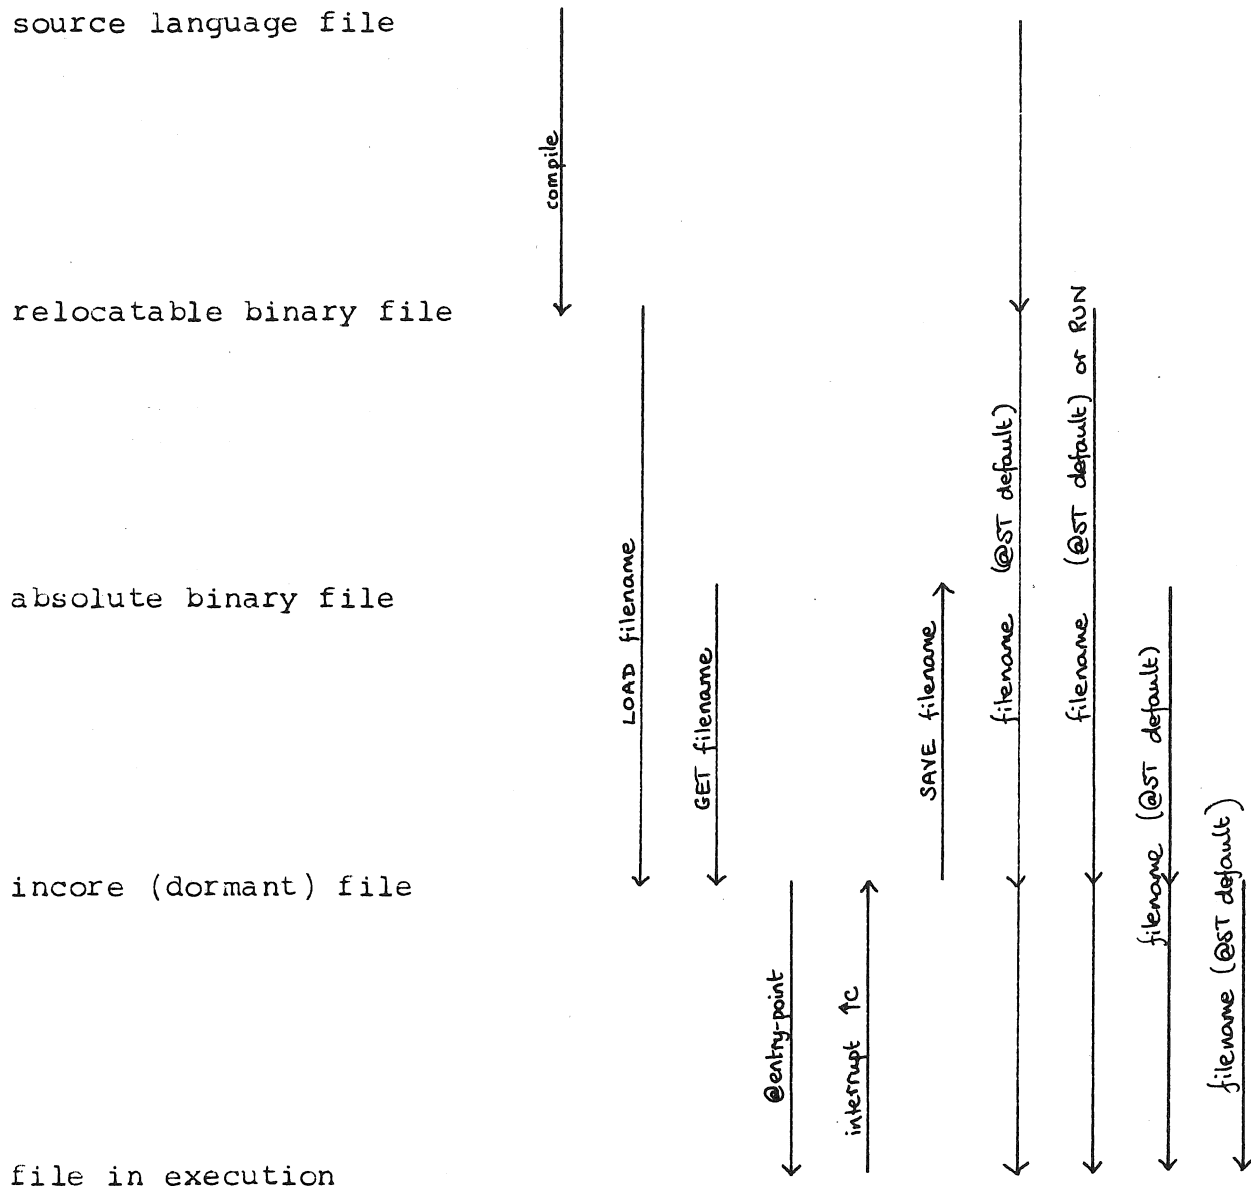 source language file
compile
relocatable binary file
LOAD filename
absolute binary file
GET filename
SAVE filename
filename (@ST default)
filename (@ST default) or RUN
filename (@ST default)
filename (@ST default)
incore (dormant) file
@entry-point
interrupt ↑C
file in execution